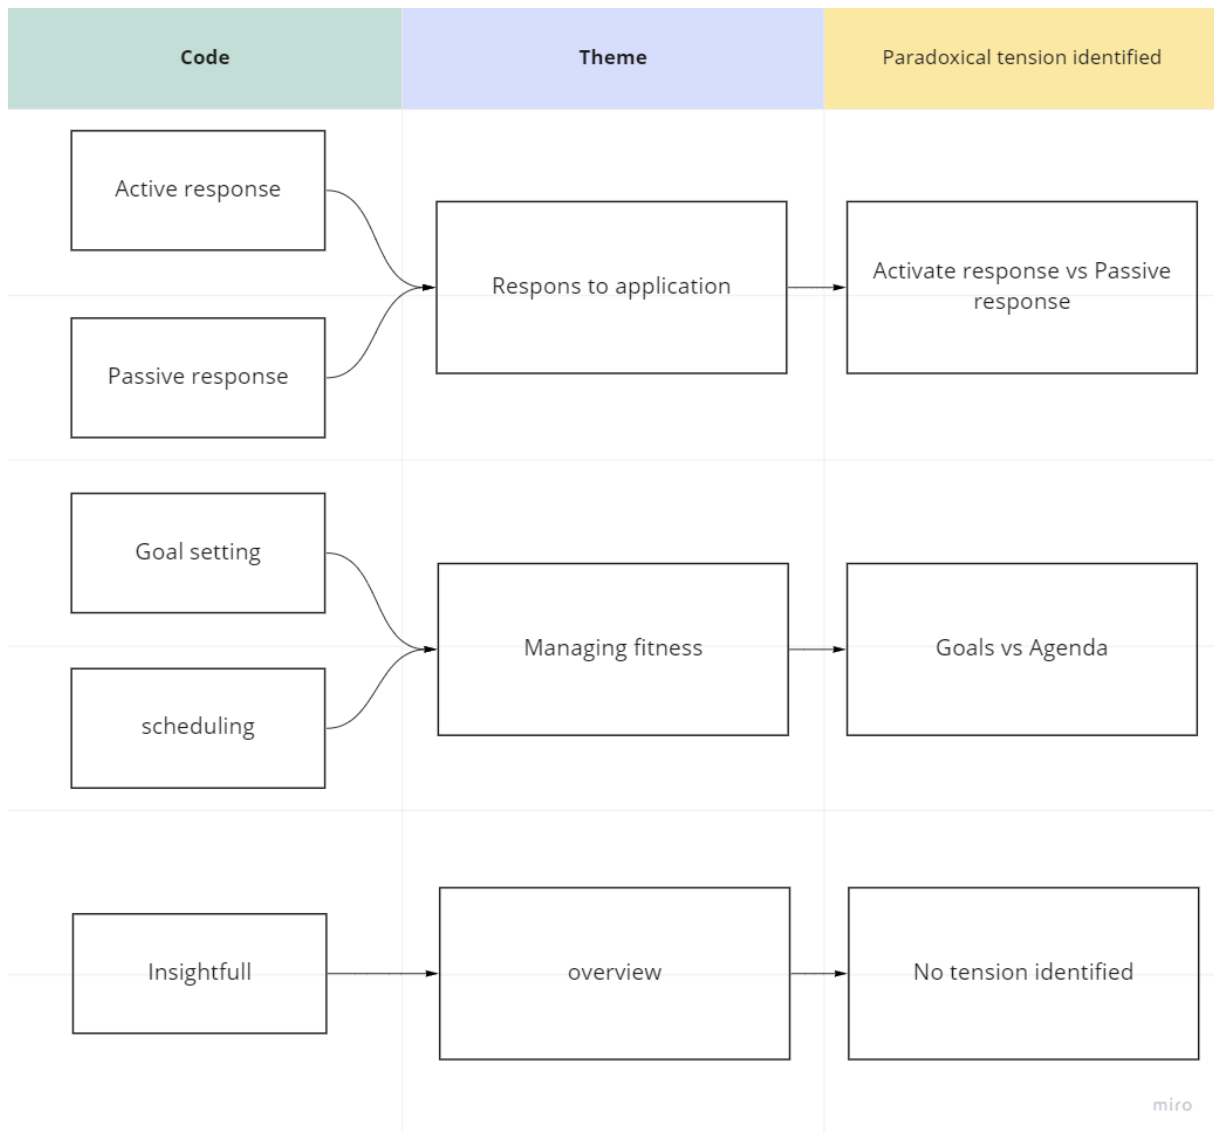 Code
Theme
Paradoxical tension identified
Active response
Passive response
Respons to application
Activate response vs Passive
response
Goal setting
scheduling
Managing fitness
Goals vs Agenda
Insightfull
overview
No tension identified
miro